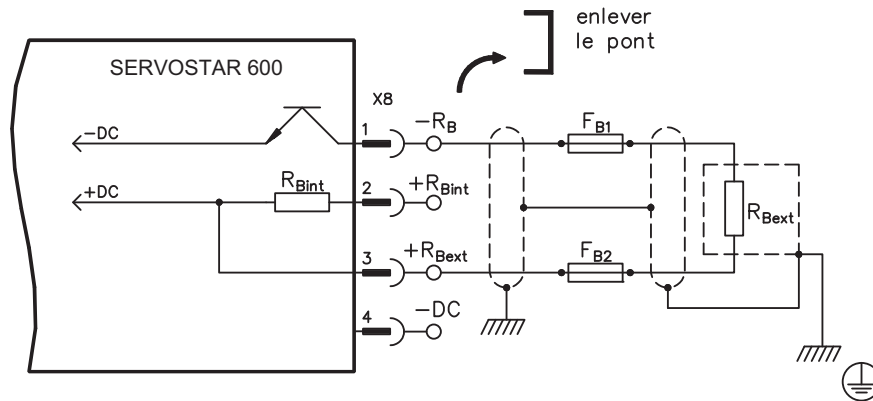 enlever
le pont
SERVOSTAR 600
X8
1
-RB
FB1
-DC
RBint
2
+RBint
+DC
RBext
3
+RBext
FB2
4
-DC